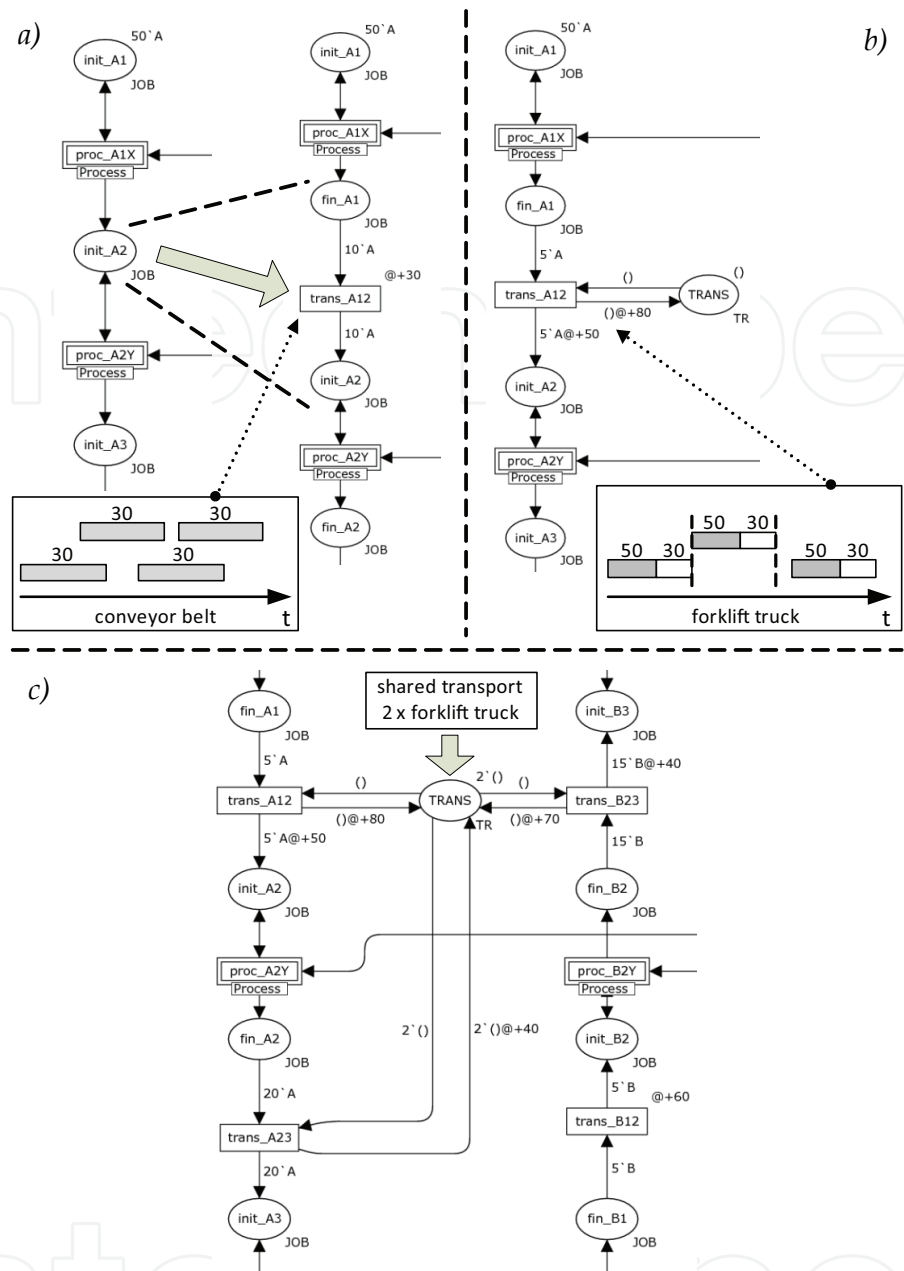 a)
50`A
init_A1
JOB
proc_A1X
Process
init_A2
JOB
proc_A2Y
Process
init_A3
JOB
50`A
init_A1
JOB
proc_A1X
Process
fin_A1
JOB
10`A
@+30
trans_A12
10`A
init_A2
JOB
proc_A2Y
Process
fin_A2
JOB
30 30
30 30
conveyor belt t
b)
50`A
init_A1
JOB
proc_A1X
Process
fin_A1
JOB
5`A
trans_A12
()
()@+80
()
TRANS
TR
5`A@+50
init_A2
JOB
proc_A2Y
Process
init_A3
JOB
50 30
50 30 50 30
forklift truck t
c)
shared transport
2 x forklift truck
fin_A1
JOB
5`A
trans_A12
()
()@+80
2`()
TRANS
TR
()
()@+70
5`A@+50
init_A2
JOB
proc_A2Y
Process
fin_A2
JOB
2`()
2`()@+40
20`A
trans_A23
20`A
init_A3
JOB
init_B3
JOB
15`B@+40
trans_B23
15`B
fin_B2
JOB
proc_B2Y
Process
init_B2
JOB
5`B
@+60
trans_B12
5`B
fin_B1
JOB